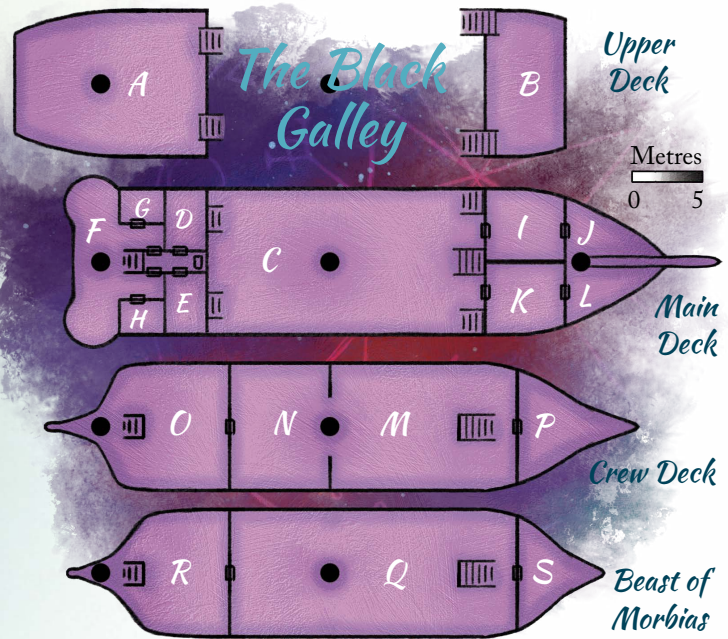 The Black
Galley
Upper
Deck
A
B
Metres
0 5
G
D
F
C
I
J
H
E
K
L
Main
Deck
O
N
M
P
Crew Deck
R
Q
S
Beast of
Morbias